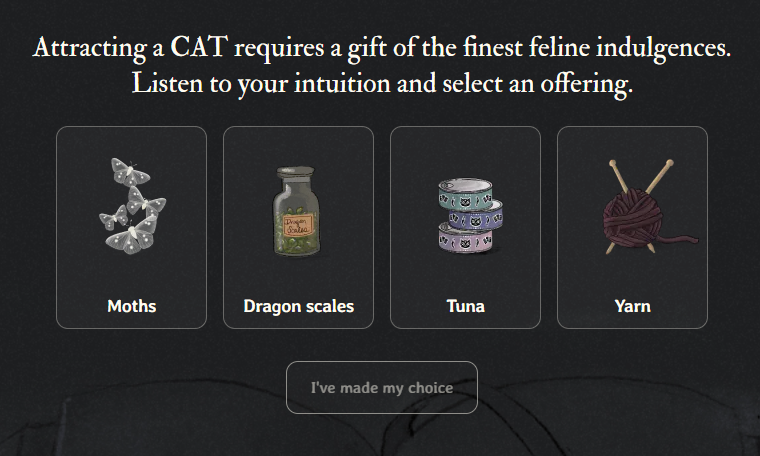 Attracting a CAT requires a gift of the finest feline indulgences.
Listen to your intuition and select an offering.
Dragon
Scales
Moths
Dragon scales
Tuna
Yarn
I've made my choice